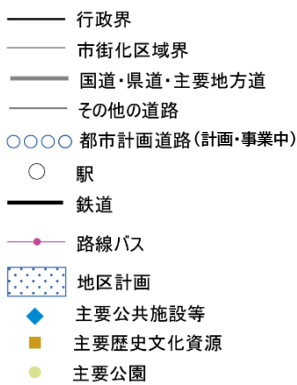 行政界
市街化区域界
国道・県道・主要地方道
その他の道路
都市計画道路(計画・事業中)
駅
鉄道
路線バス
地区計画
主要公共施設等
主要歴史文化資源
主要公園